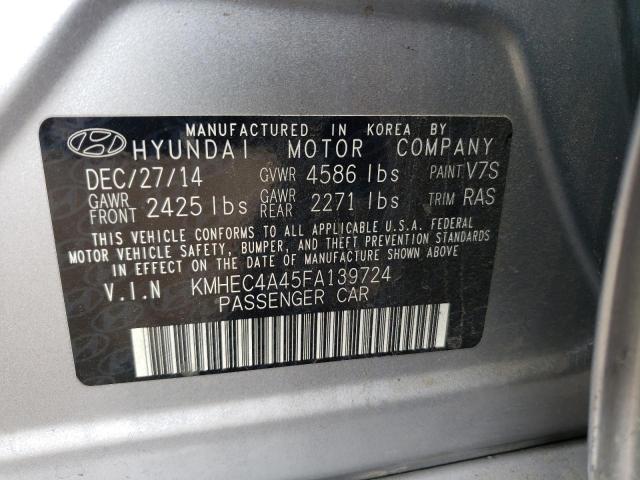 MANUFACTURED IN KOREA BY
HYUNDAI MOTOR COMPANY
DEC/27/14 GVWR 4586 lbs PAINT V7S
GAWR FRONT 2425 lbs GAWR REAR 2271 lbs TRIM RAS
THIS VEHICLE CONFORMS TO ALL APPLICABLE U.S.A. FEDERAL
MOTOR VEHICLE SAFETY, BUMPER, AND THEFT PREVENTION STANDARDS
IN EFFECT ON THE DATE OF MANUFACTURE SHOWN ABOVE
V.I.N KMHEC4A45FA139724
PASSENGER CAR